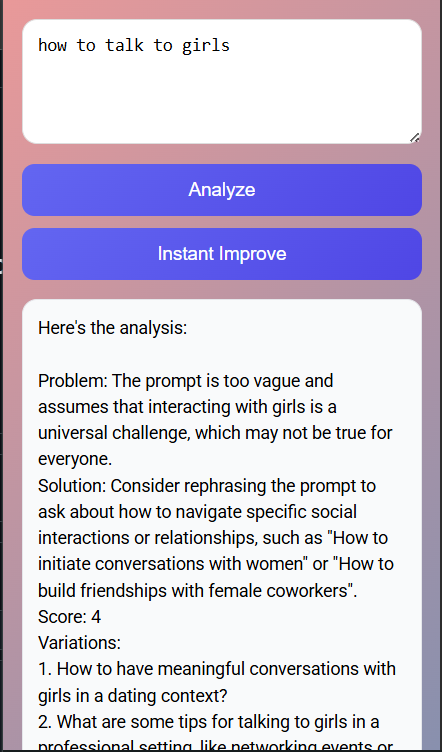 how to talk to girls
Analyze
Instant Improve
Here's the analysis:
Problem: The prompt is too vague and
assumes that interacting with girls is a
universal challenge, which may not be true for
everyone.
Solution: Consider rephrasing the prompt to
ask about how to navigate specific social
interactions or relationships, such as "How to
initiate conversations with women" or "How to
build friendships with female coworkers".
Score: 4
Variations:
1. How to have meaningful conversations with
girls in a dating context?
2. What are some tips for talking to girls in a
professional setting, like networking events or